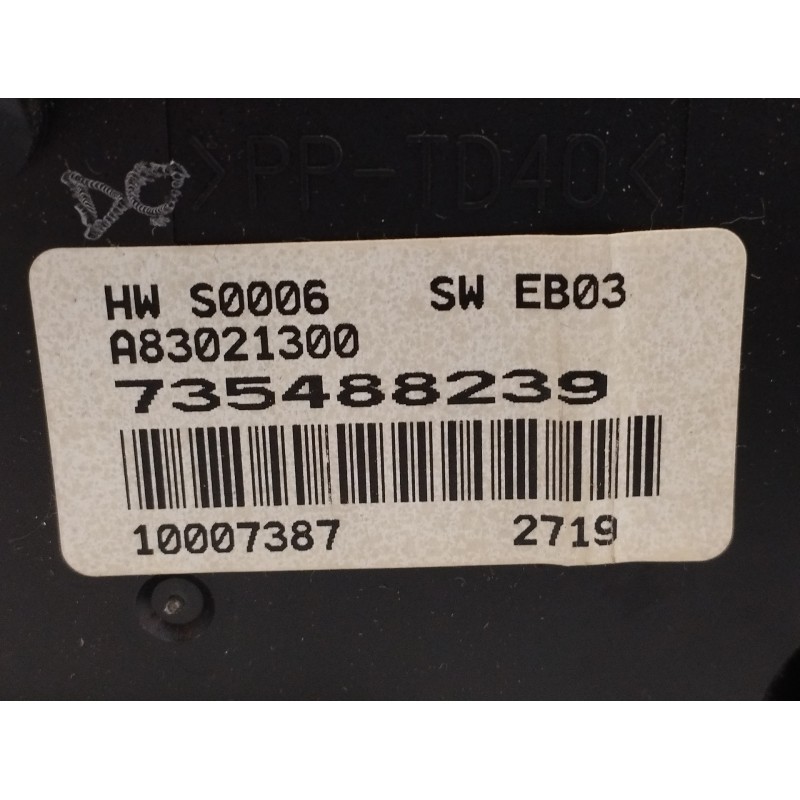 >PP-TD40<
HW S0006 SW EB03
A83021300
735488239
10007387 2719